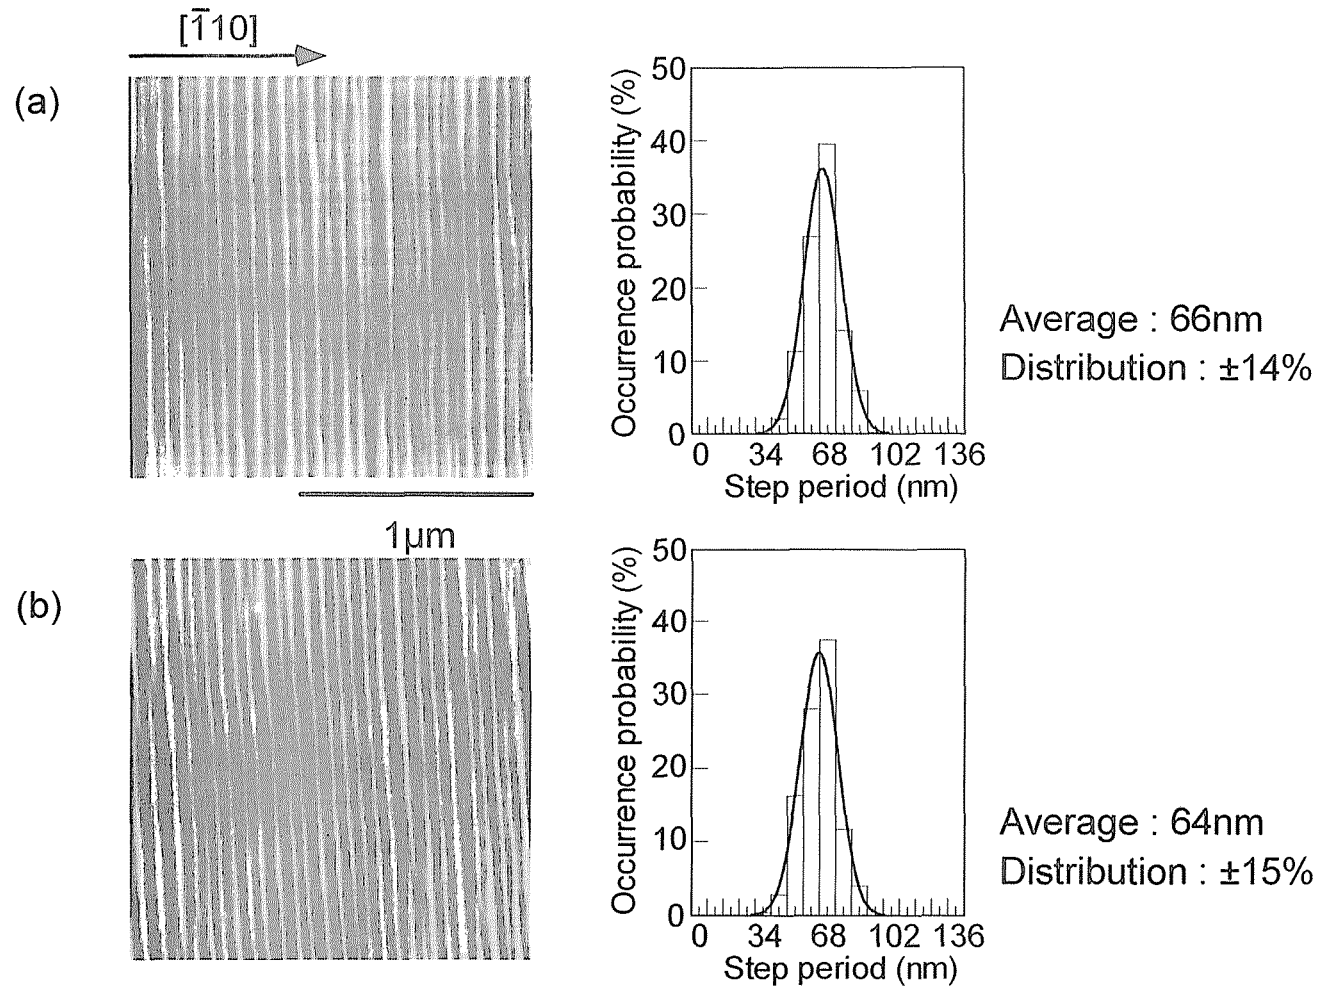 [1̄10]
(a)
50
40
30
20
10
0
Occurrence probability (%)
0 34 68 102 136
Step period (nm)
Average : 66nm
Distribution : ±14%
1μm
(b)
50
40
30
20
10
0
Occurrence probability (%)
0 34 68 102 136
Step period (nm)
Average : 64nm
Distribution : ±15%